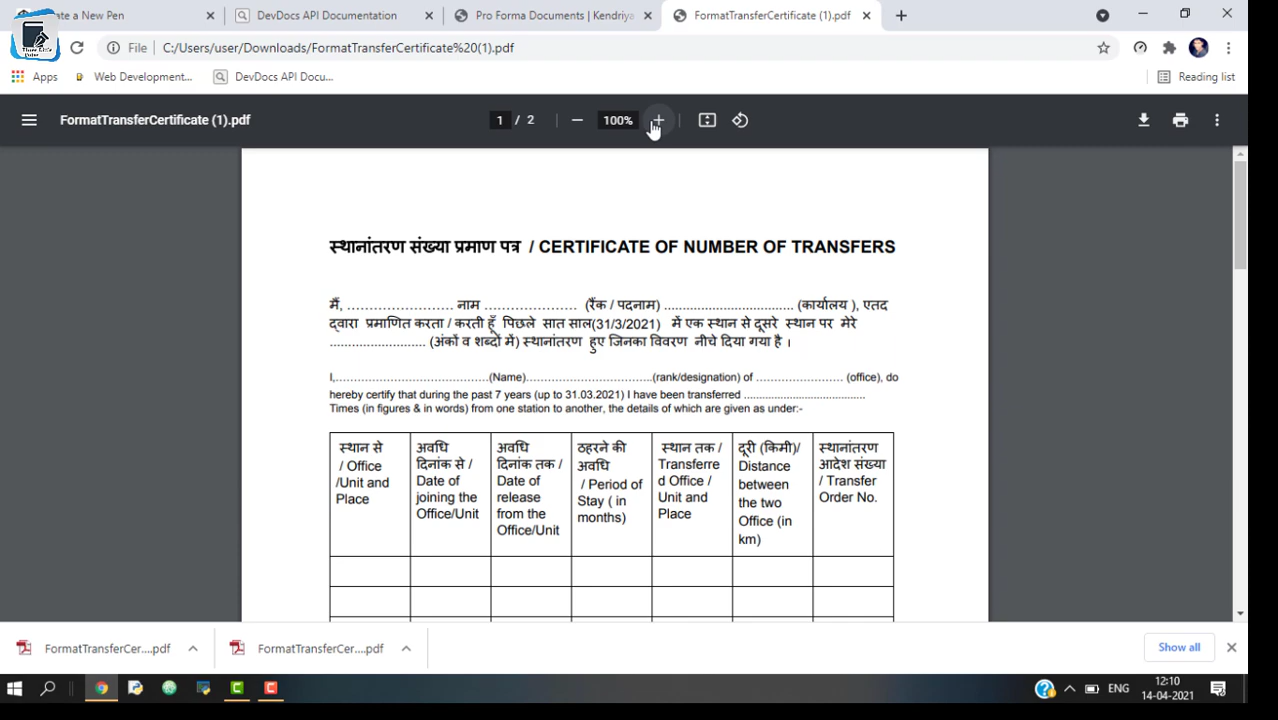 ate a New Pen
DevDocs API Documentation
Pro Forma Documents | Kendriya
FormatTransferCertificate (1).pdf
File
C:/Users/user/Downloads/FormatTransferCertificate%20(1).pdf
Apps
Web Development...
DevDocs API Docu...
Reading list
FormatTransferCertificate (1).pdf
1 / 2
100%
स्थानांतरण संख्या प्रमाण पत्र / CERTIFICATE OF NUMBER OF TRANSFERS
मैं, ........................ नाम ..................... (रैंक / पदनाम) ................................. (कार्यालय ), एतद
द्वारा प्रमाणित करता / करती हूँ पिछले सात साल(31/3/2021) में एक स्थान से दूसरे स्थान पर मेरे
........................ (अंकों व शब्दों में) स्थानांतरण हुए जिनका विवरण नीचे दिया गया है ।
I,.......................................(Name)................................(rank/designation) of ...................... (office), do
hereby certify that during the past 7 years (up to 31.03.2021) I have been transferred ........................................
Times (in figures & in words) from one station to another, the details of which are given as under:-
स्थान से
/ Office
/Unit and
Place
अवधि
दिनांक से /
Date of
joining the
Office/Unit
अवधि
दिनांक तक /
Date of
release
from the
Office/Unit
ठहरने की
अवधि
/ Period of
Stay ( in
months)
स्थान तक /
Transferre
d Office /
Unit and
Place
दूरी (किमी)/
Distance
between
the two
Office (in
km)
स्थानांतरण
आदेश संख्या
/ Transfer
Order No.
FormatTransferCer....pdf
FormatTransferCer....pdf
Show all
ENG
12:10
14-04-2021